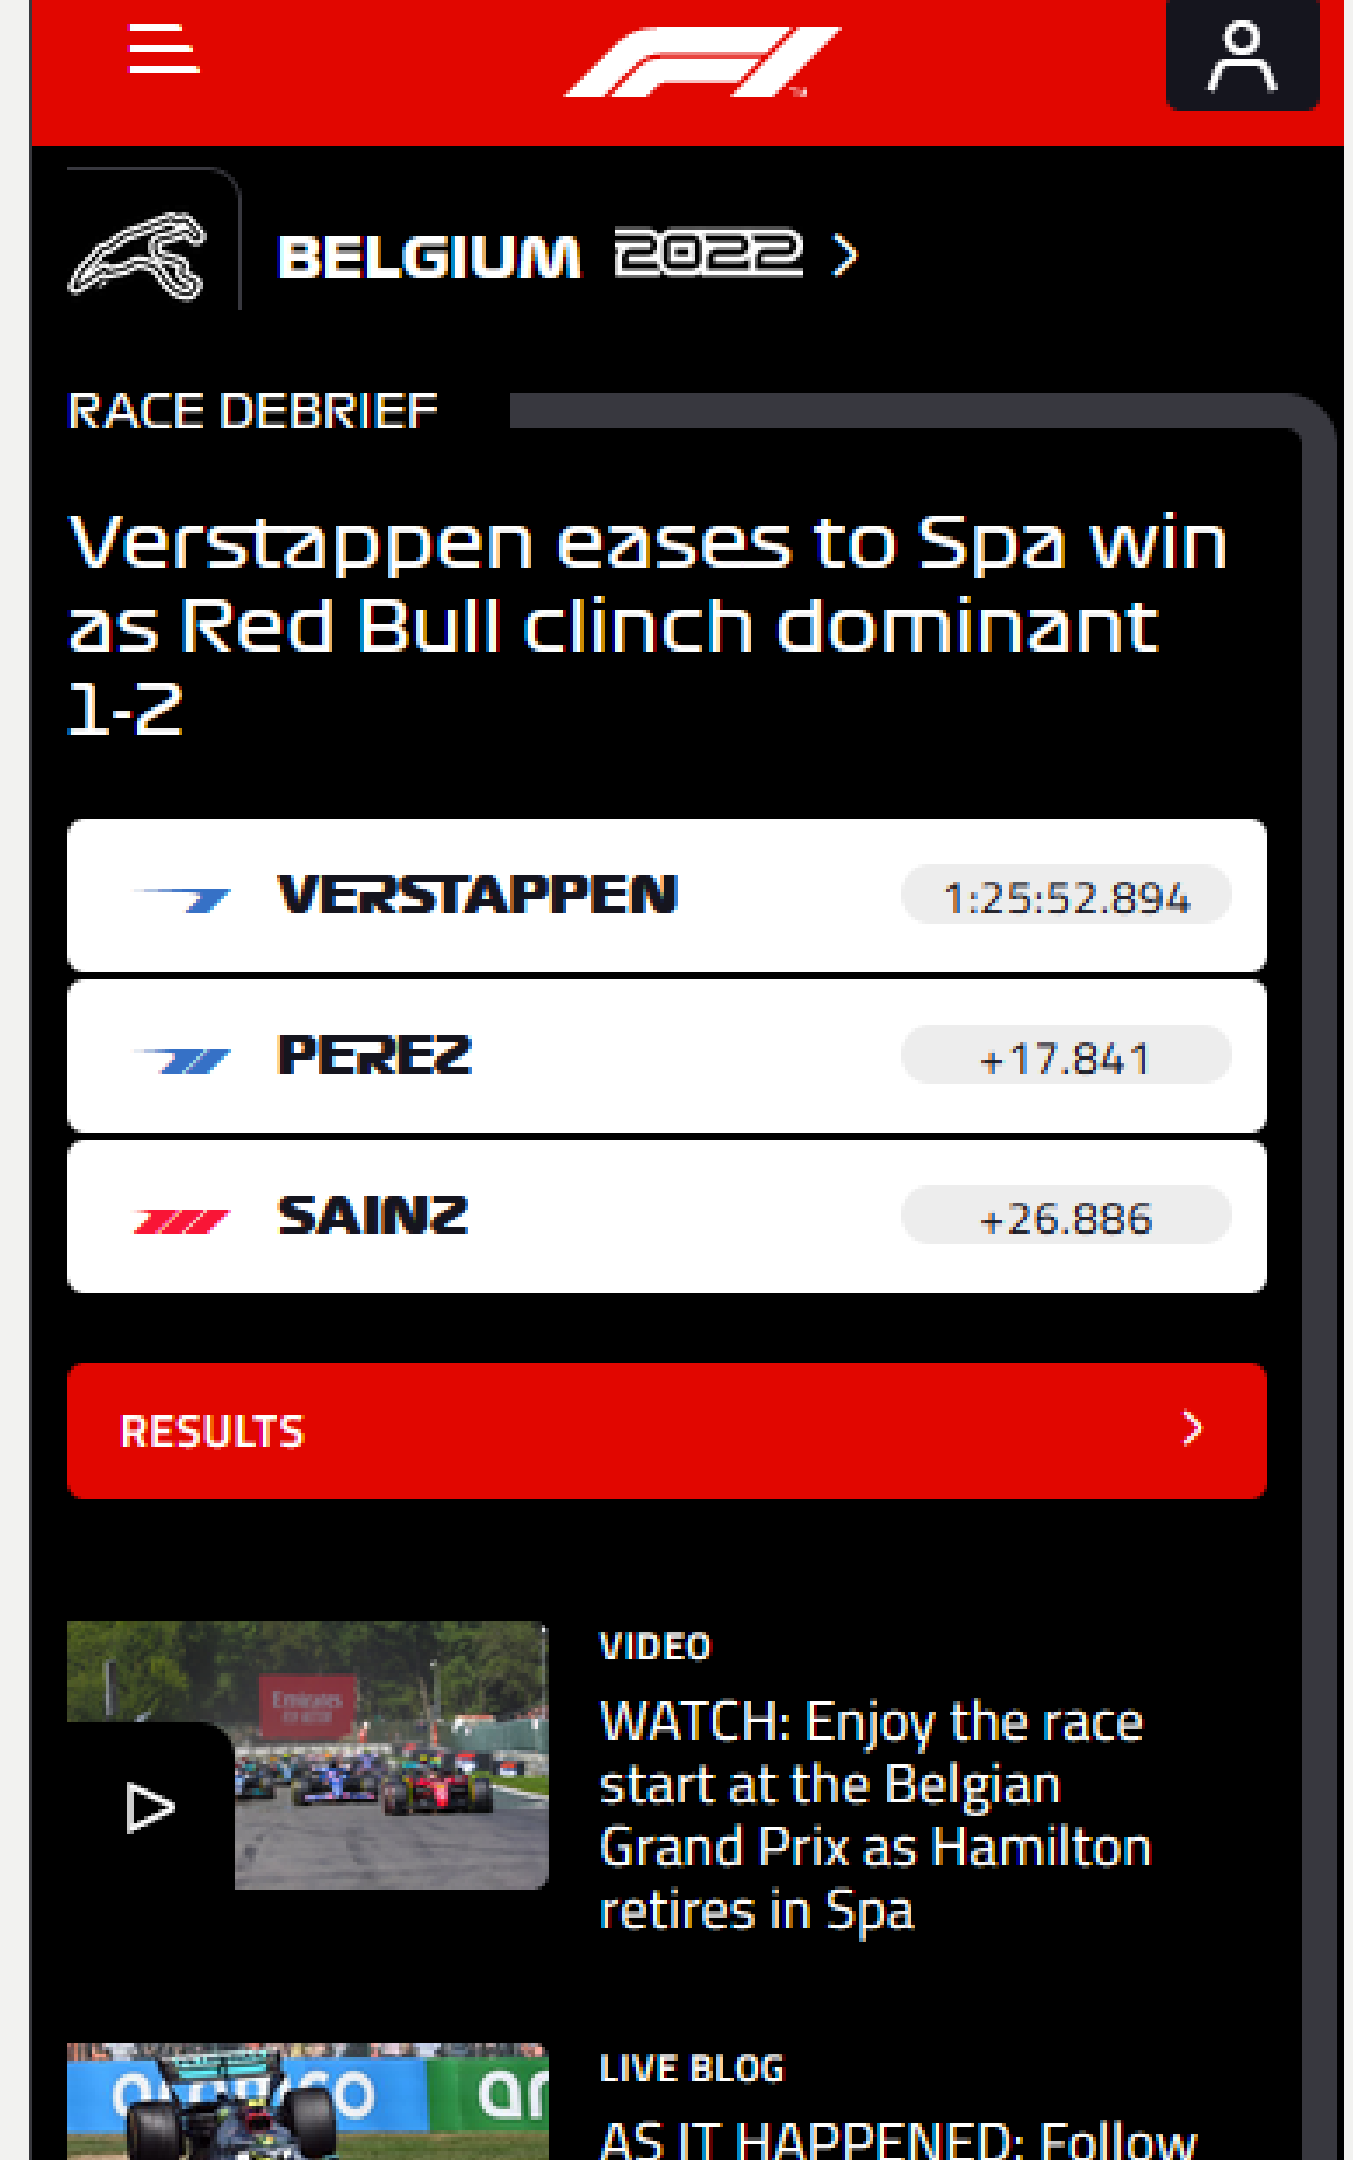 F1
BELGIUM 2022
RACE DEBRIEF
Verstappen eases to Spa win
as Red Bull clinch dominant
1-2
VERSTAPPEN 1:25:52.894
PEREZ +17.841
SAINZ +26.886
RESULTS
Emirates
VIDEO
WATCH: Enjoy the race
start at the Belgian
Grand Prix as Hamilton
retires in Spa
LIVE BLOG
AS IT HAPPENED: Follow